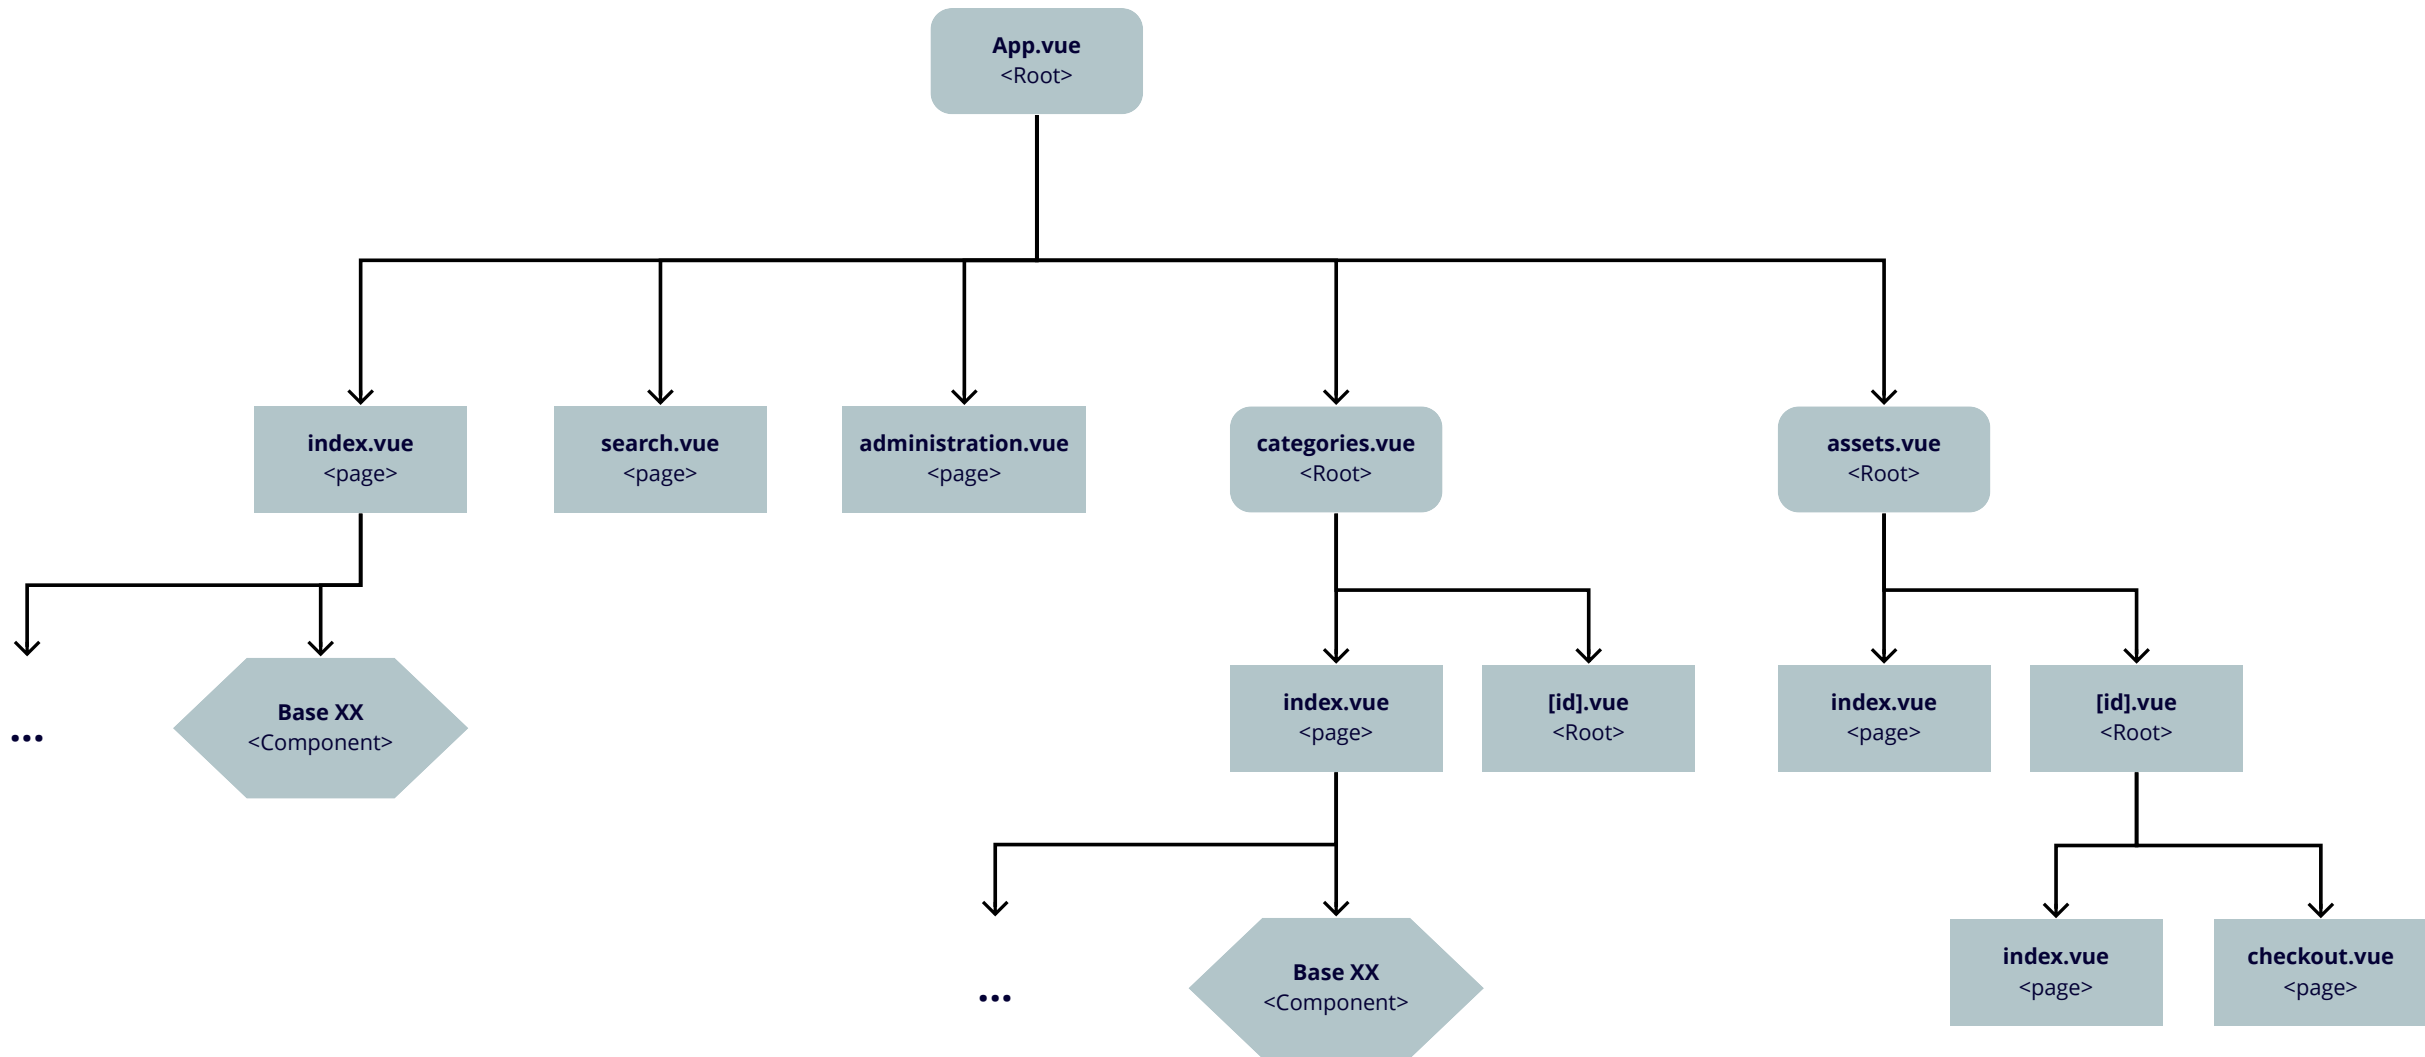 App.vue
<Root>
index.vue
<page>
search.vue
<page>
administration.vue
<page>
categories.vue
<Root>
assets.vue
<Root>
...
Base XX
<Component>
index.vue
<page>
[id].vue
<Root>
index.vue
<page>
[id].vue
<Root>
...
Base XX
<Component>
index.vue
<page>
checkout.vue
<page>